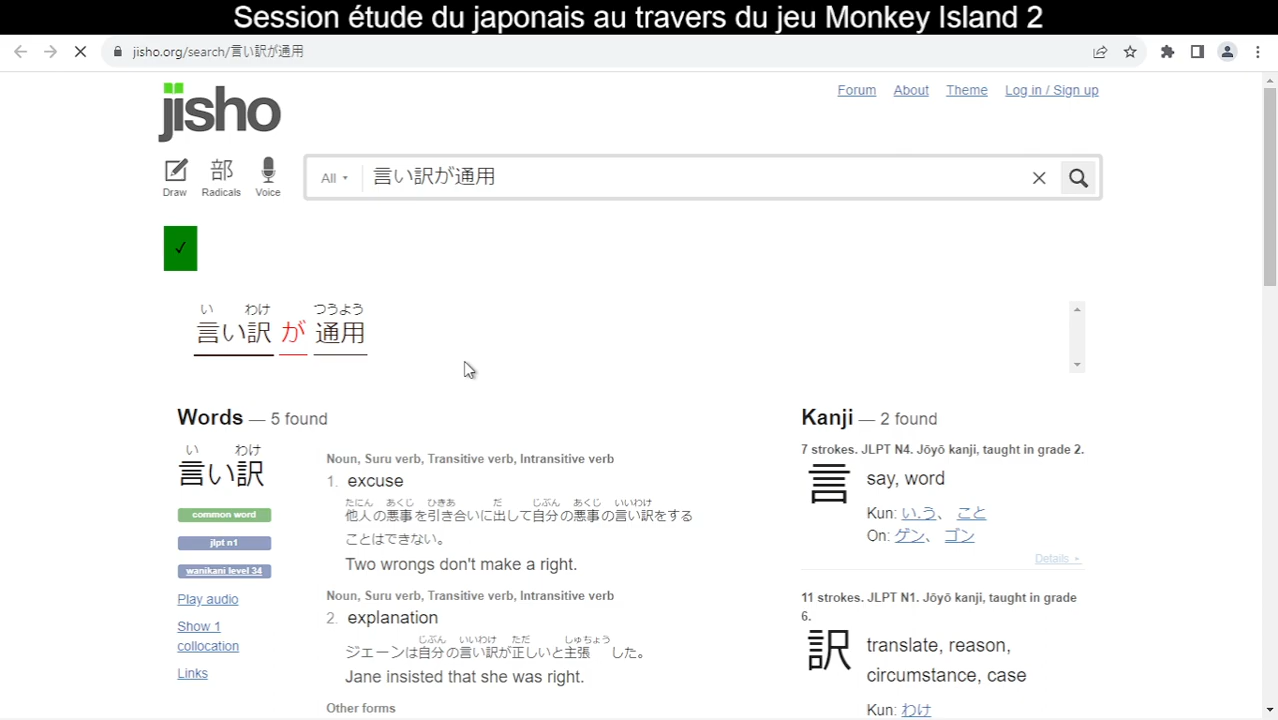 Session étude du japonais au travers du jeu Monkey Island 2
jisho.org/search/言い訳が通用
jisho
Forum About Theme Log in / Sign up
Draw 部 Radicals Voice
All 言い訳が通用
✓
い わけ つうよう
言い訳 が 通用
Words — 5 found
い わけ
言い訳
common word
jlpt n1
wanikani level 34
Play audio
Show 1
collocation
Links
Noun, Suru verb, Transitive verb, Intransitive verb
1. excuse
たにん あくじ ひきあ だ じぶん あくじ いいわけ
他人の悪事を引き合いに出して自分の悪事の言い訳をする
ことはできない。
Two wrongs don't make a right.
Noun, Suru verb, Transitive verb, Intransitive verb
2. explanation
じぶん いいわけ ただ しゅちょう
ジェーンは自分の言い訳が正しいと主張した。
Jane insisted that she was right.
Other forms
Kanji — 2 found
7 strokes. JLPT N4. Jōyō kanji, taught in grade 2.
言 say, word
Kun: い.う、 こと
On: ゲン、 ゴン
Details
11 strokes. JLPT N1. Jōyō kanji, taught in grade
6.
訳 translate, reason,
circumstance, case
Kun: わけ